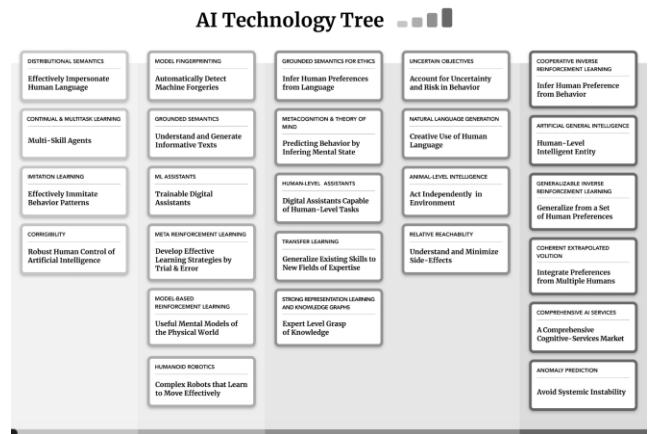 AI Technology Tree
DISTRIBUTIONAL SEMANTICS
Effectively Impersonate
Human Language
CONTINUAL & MULTITASK LEARNING
Multi-Skill Agents
IMITATION LEARNING
Effectively Immitate
Behavior Patterns
CORRIGIBILITY
Robust Human Control of
Artificial Intelligence
MODEL FINGERPRINTING
Automatically Detect
Machine Forgeries
GROUNDED SEMANTICS
Understand and Generate
Informative Texts
ML ASSISTANTS
Trainable Digital
Assistants
META REINFORCEMENT LEARNING
Develop Effective
Learning Strategies by
Trial & Error
MODEL-BASED
REINFORCEMENT LEARNING
Useful Mental Models of
the Physical World
HUMANOID ROBOTICS
Complex Robots that Learn
to Move Effectively
GROUNDED SEMANTICS FOR ETHICS
Infer Human Preferences
from Language
METACOGNITION & THEORY OF
MIND
Predicting Behavior by
Infering Mental State
HUMAN-LEVEL ASSISTANTS
Digital Assistants Capable
of Human-Level Tasks
TRANSFER LEARNING
Generalize Existing Skills to
New Fields of Expertise
STRONG REPRESENTATION LEARNING
AND KNOWLEDGE GRAPHS
Expert Level Grasp
of Knowledge
UNCERTAIN OBJECTIVES
Account for Uncertainty
and Risk in Behavior
NATURAL LANGUAGE GENERATION
Creative Use of Human
Language
ANIMAL-LEVEL INTELLIGENCE
Act Independently in
Environment
RELATIVE REACHABILITY
Understand and Minimize
Side-Effects
COOPERATIVE INVERSE
REINFORCEMENT LEARNING
Infer Human Preference
from Behavior
ARTIFICIAL GENERAL INTELLIGENCE
Human-Level
Intelligent Entity
GENERALIZABLE INVERSE
REINFORCEMENT LEARNING
Generalize from a Set
of Human Preferences
COHERENT EXTRAPOLATED
VOLITION
Integrate Preferences
from Multiple Humans
COMPREHENSIVE AI SERVICES
A Comprehensive
Cognitive-Services Market
ANOMALY PREDICTION
Avoid Systemic Instability